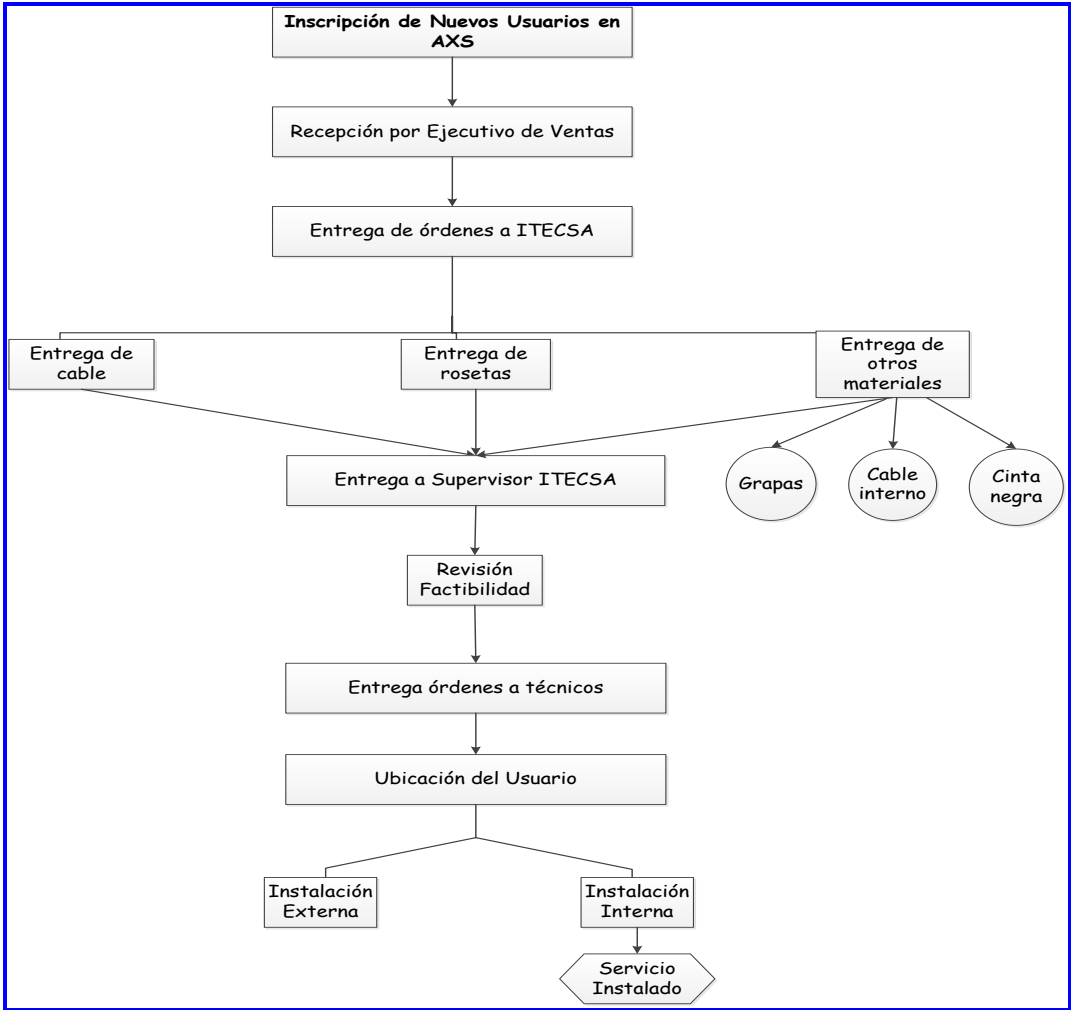 Inscripción de Nuevos Usuarios en
AXS
Recepción por Ejecutivo de Ventas
Entrega de órdenes a ITECSA
Entrega de
cable
Entrega de
rosetas
Entrega de
otros
materiales
Entrega a Supervisor ITECSA
Grapas
Cable
interno
Cinta
negra
Revisión
Factibilidad
Entrega órdenes a técnicos
Ubicación del Usuario
Instalación
Externa
Instalación
Interna
Servicio
Instalado